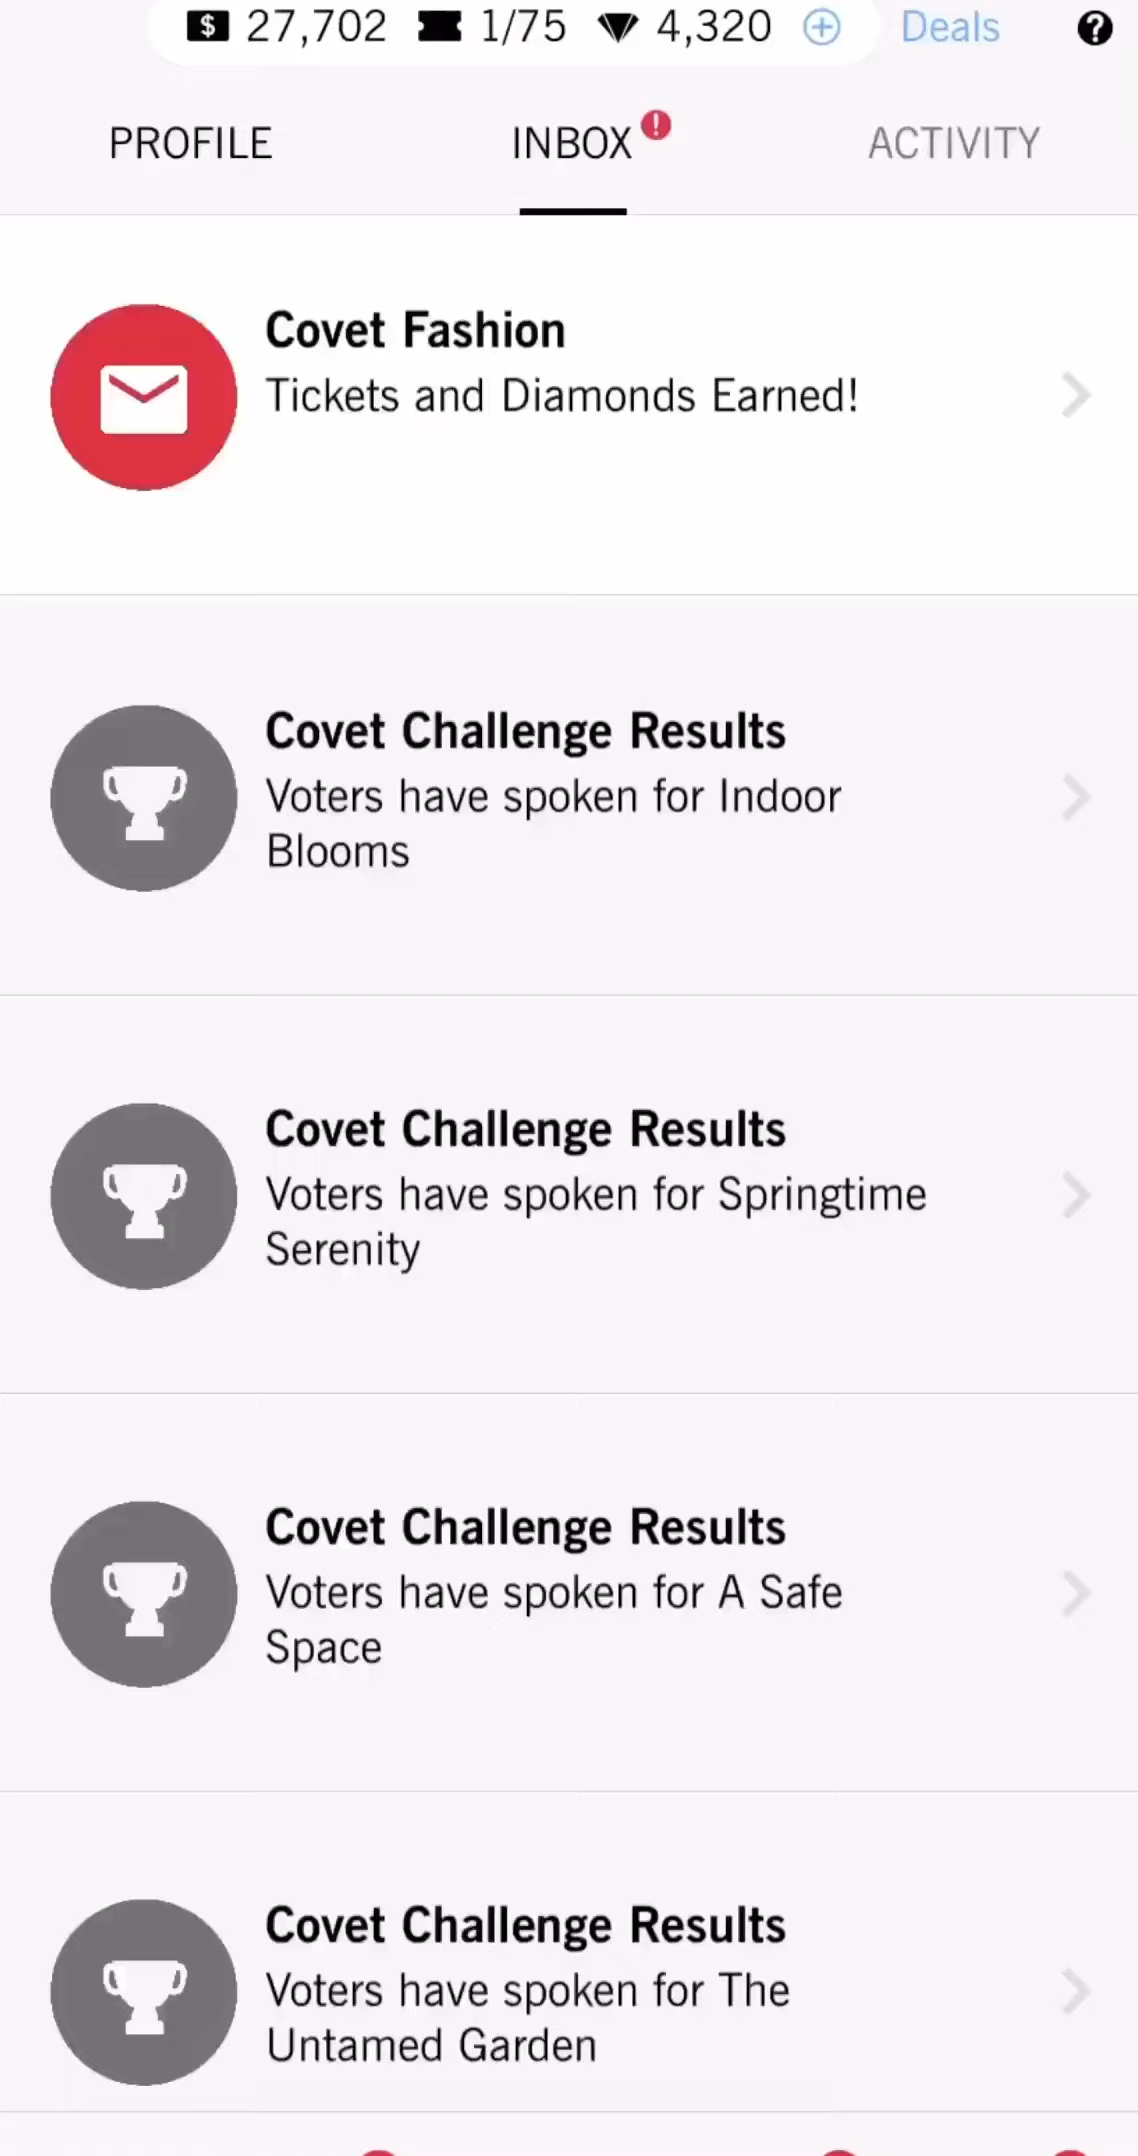 $ 27,702 1/75 4,320 + Deals ?
PROFILE INBOX ! ACTIVITY
Covet Fashion
Tickets and Diamonds Earned!
Covet Challenge Results
Voters have spoken for Indoor
Blooms
Covet Challenge Results
Voters have spoken for Springtime
Serenity
Covet Challenge Results
Voters have spoken for A Safe
Space
Covet Challenge Results
Voters have spoken for The
Untamed Garden